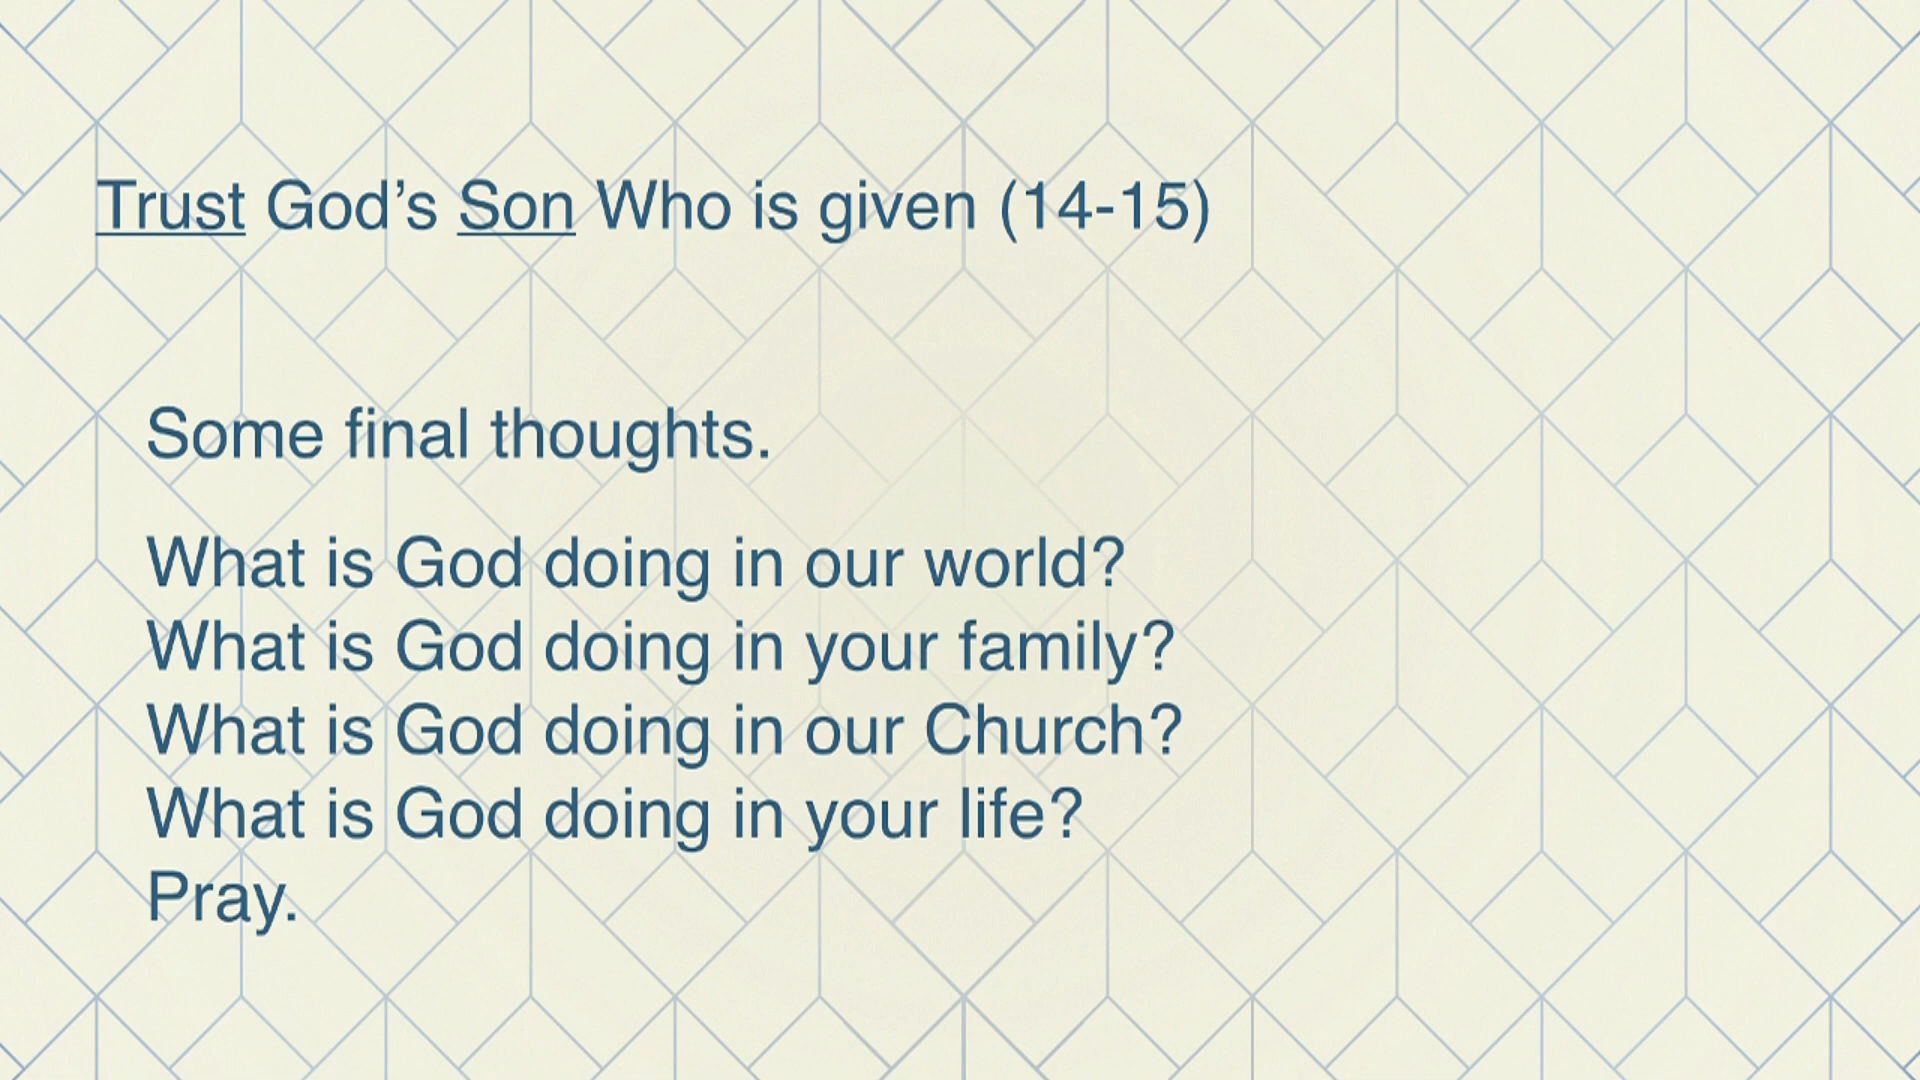 Trust God’s Son Who is given (14-15)
Some final thoughts.
What is God doing in our world?
What is God doing in your family?
What is God doing in our Church?
What is God doing in your life?
Pray.